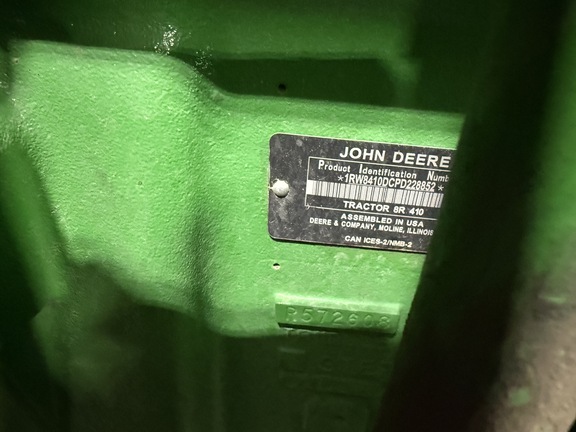 JOHN DEERE
Product Identification Numb
*1RW8410DCPD228852*
TRACTOR 8R 410
ASSEMBLED IN USA
DEERE & COMPANY, MOLINE, ILLINOIS
CAN ICES-2/NMB-2